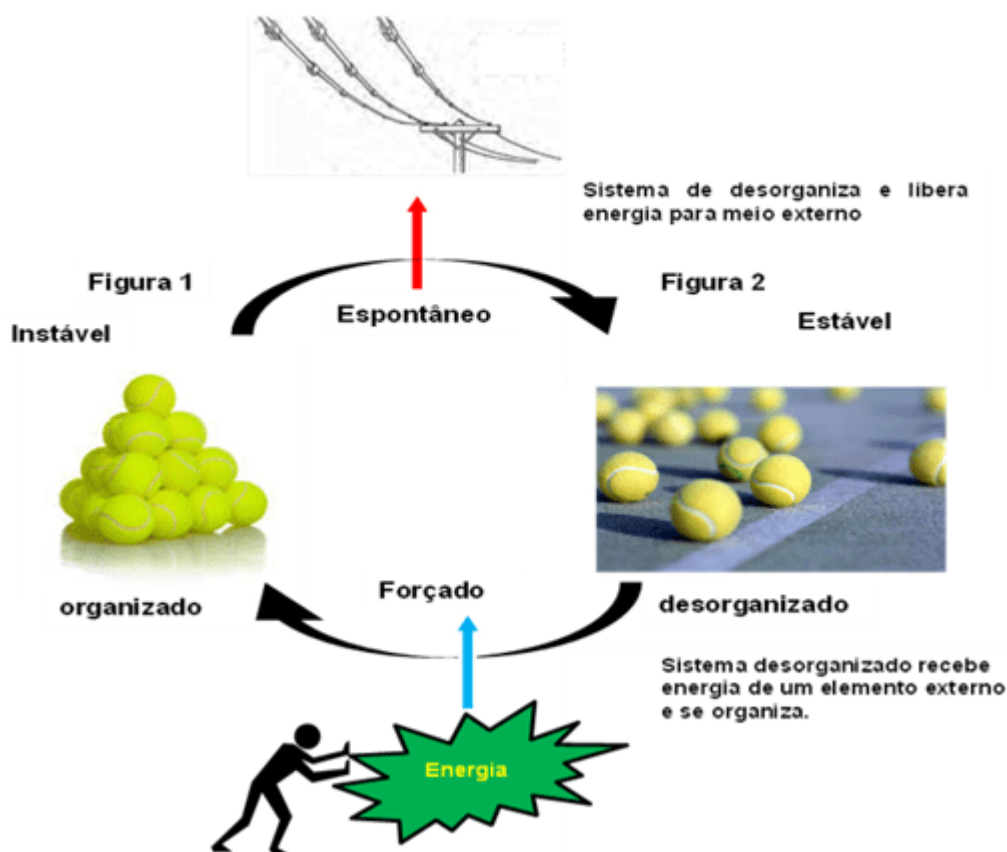 Sistema de desorganiza e libera
energia para meio externo
Figura 1
Figura 2
Espontâneo
Instável
Estável
Forçado
organizado
desorganizado
Sistema desorganizado recebe
energia de um elemento externo
e se organiza.
Energia